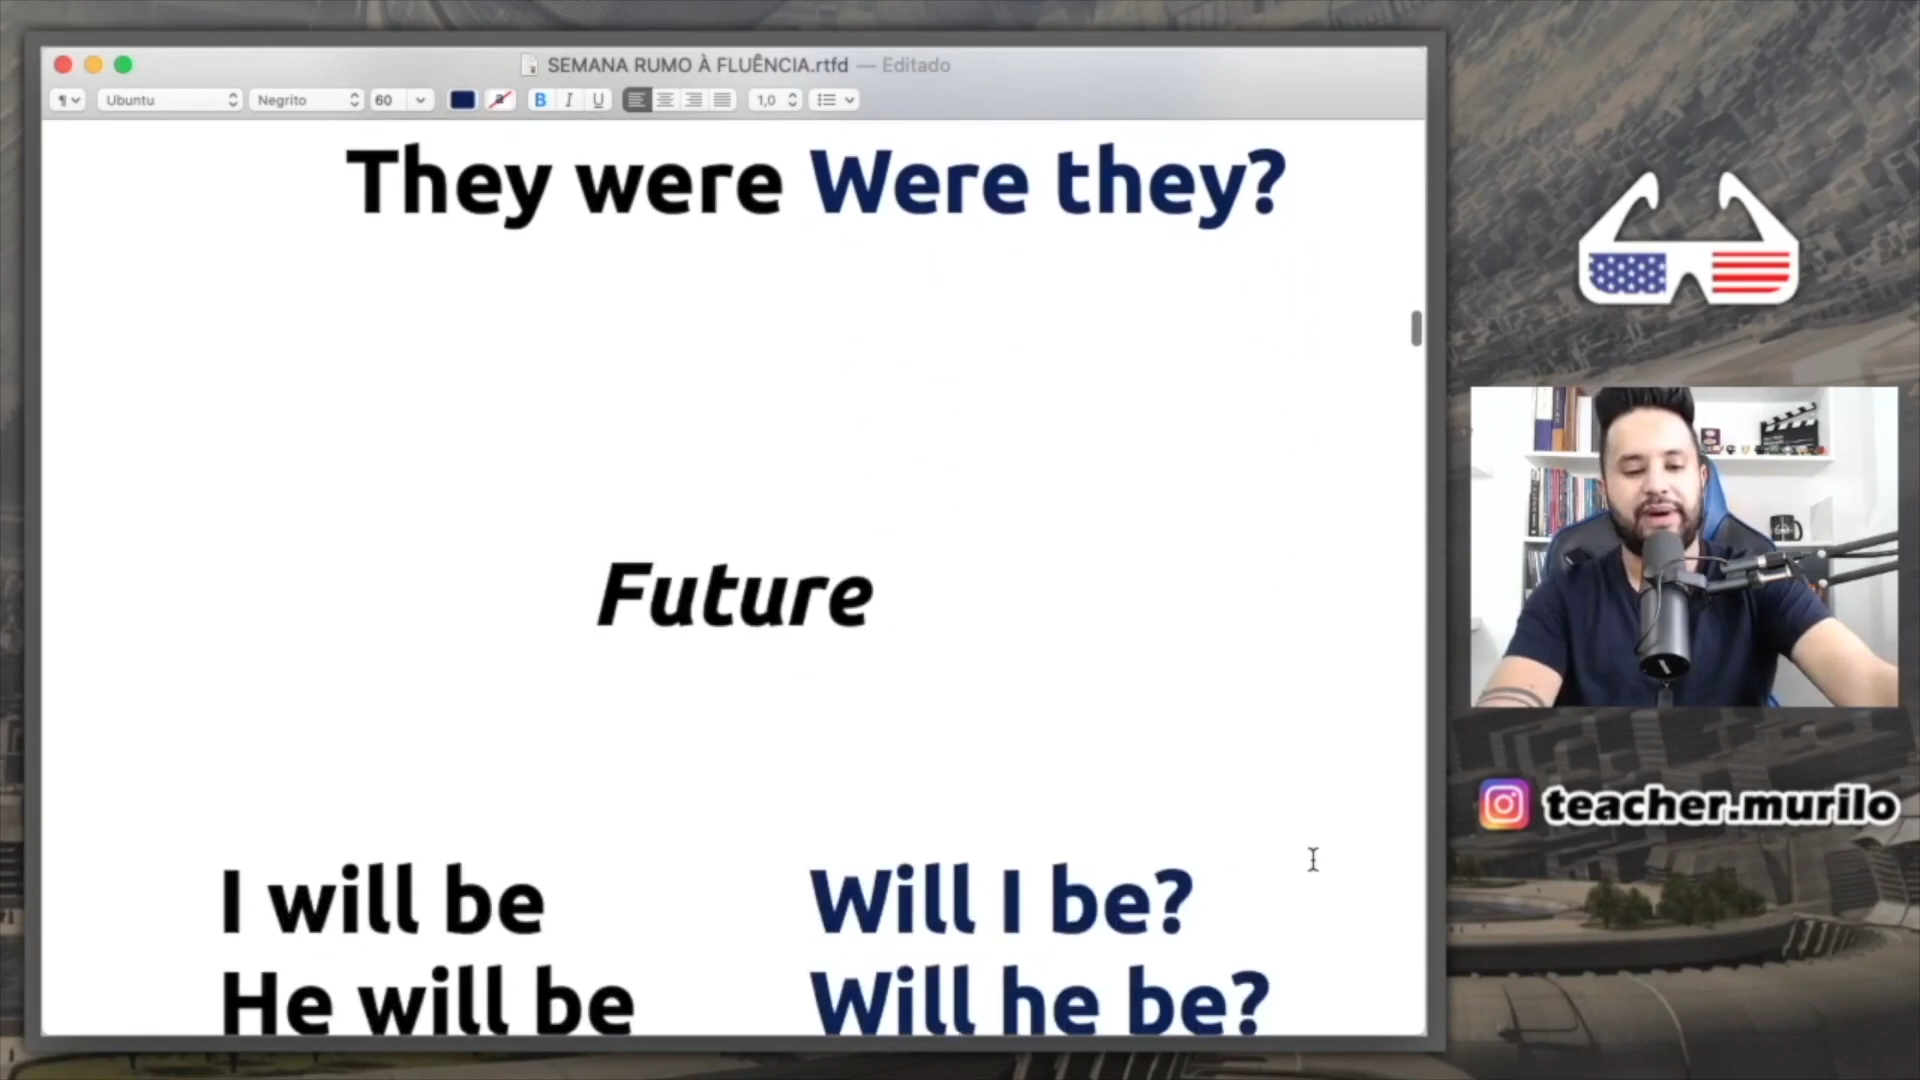 SEMANA RUMO À FLUÊNCIA.rtfd — Editado
Ubuntu Negrito 60 B I U 1,0
They were Were they?
Future
I will be Will I be?
He will be Will he be?
teacher.murilo